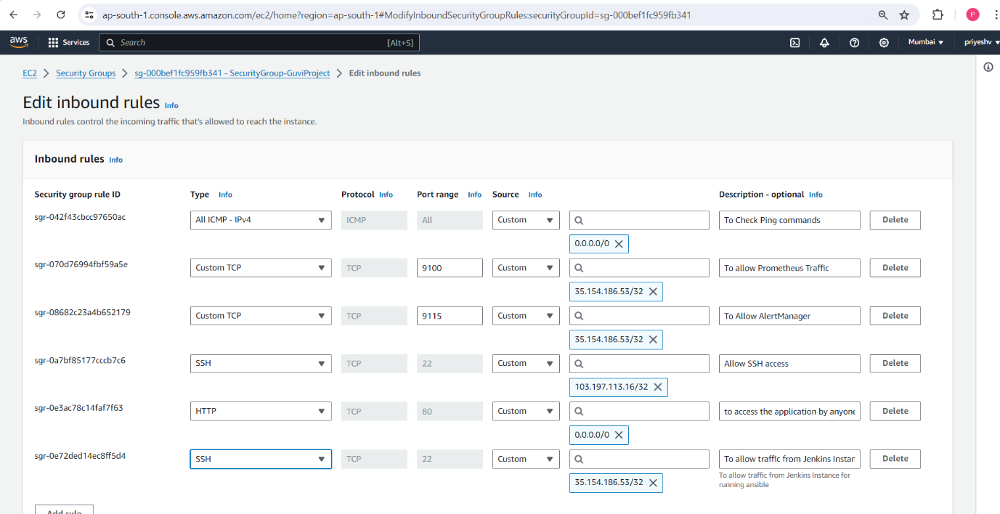 ap-south-1.console.aws.amazon.com/ec2/home?region=ap-south-1#ModifyInboundSecurityGroupRules:securityGroupId=sg-000bef1fc959fb341
P
aws Services Search [Alt+S] Mumbai priyeshv
EC2 Security Groups sg-000bef1fc959fb341 - SecurityGroup-GuviProject Edit inbound rules
Edit inbound rules Info
Inbound rules control the incoming traffic that's allowed to reach the instance.
Inbound rules Info
Security group rule ID Type Info Protocol Info Port range Info Source Info Description - optional Info
sgr-042f43cbcc97650ac All ICMP - IPv4 ICMP All Custom To Check Ping commands Delete
0.0.0.0/0
sgr-070d76994fbf59a5e Custom TCP TCP 9100 Custom To allow Prometheus Traffic Delete
35.154.186.53/32
sgr-08682c23a4b652179 Custom TCP TCP 9115 Custom To Allow AlertManager Delete
35.154.186.53/32
sgr-0a7bf85177cccb7c6 SSH TCP 22 Custom Allow SSH access Delete
103.197.113.16/32
sgr-0e3ac78c14faf7f63 HTTP TCP 80 Custom to access the application by anyone Delete
0.0.0.0/0
sgr-0e72ded14ec8ff5d4 SSH TCP 22 Custom To allow traffic from Jenkins Instar Delete
35.154.186.53/32
To allow traffic from Jenkins Instance for
running ansible
Add rule